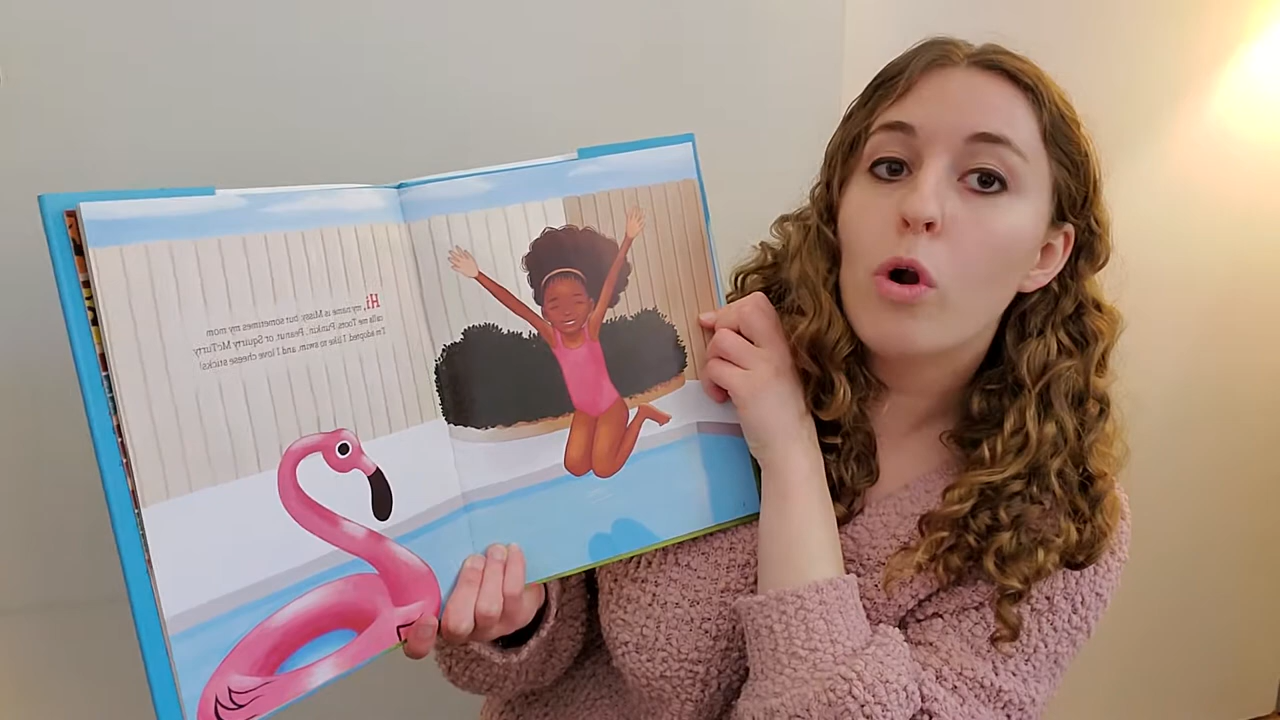 Hi, my name is Missy, but sometimes my mom
calls me Toots, Punkin', Peanut, or Squirty McTurty.
I'm adopted, I like to swim, and I love cheese sticks!